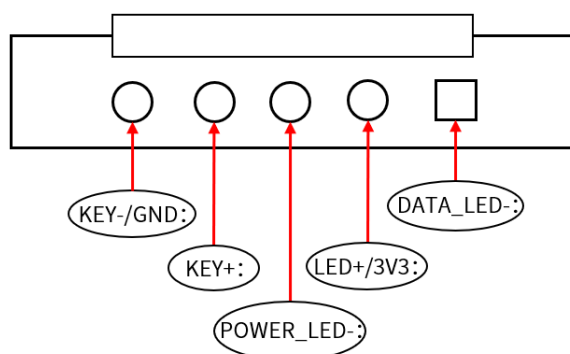 KEY-/GND:
KEY+:
POWER_LED-:
LED+/3V3:
DATA_LED-: